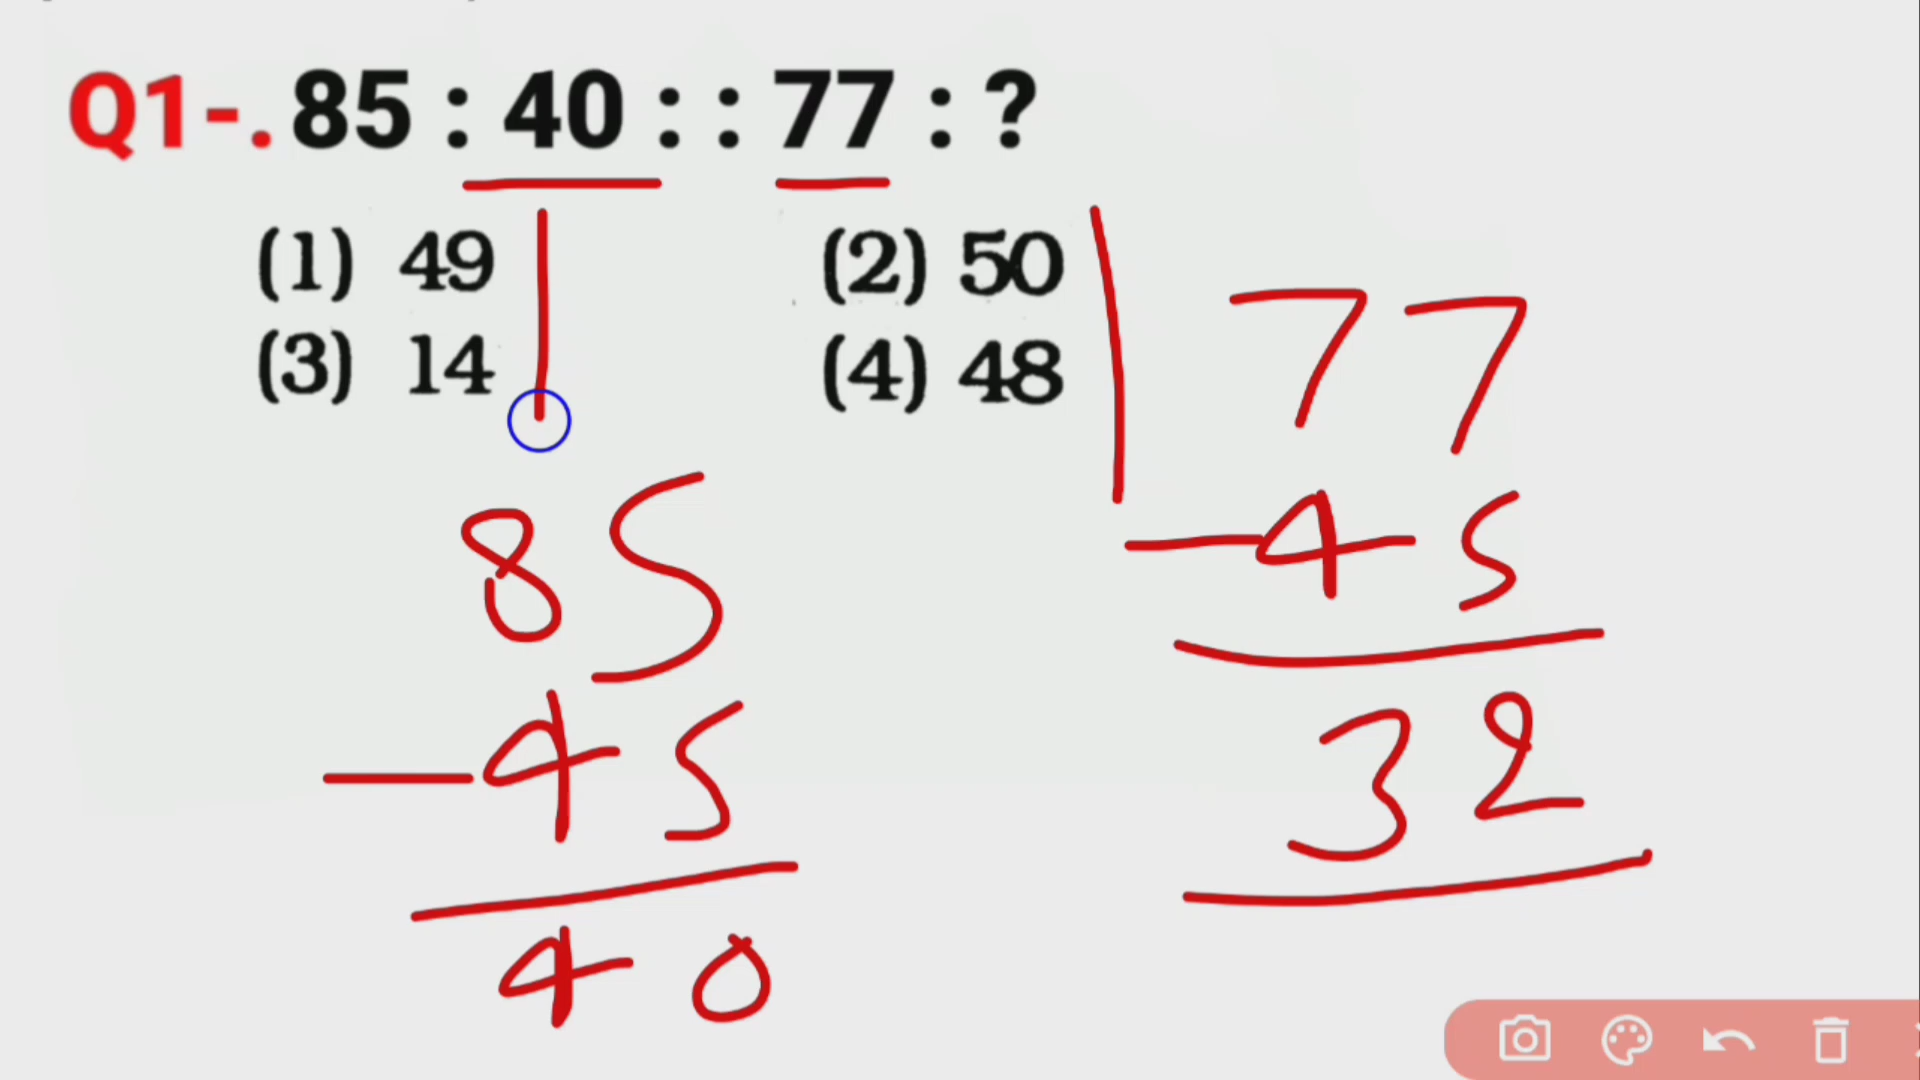 Q1-. 85 : 40 : : 77 : ?
(1) 49 (2) 50
(3) 14 (4) 48
85
-45
40
77
-45
32